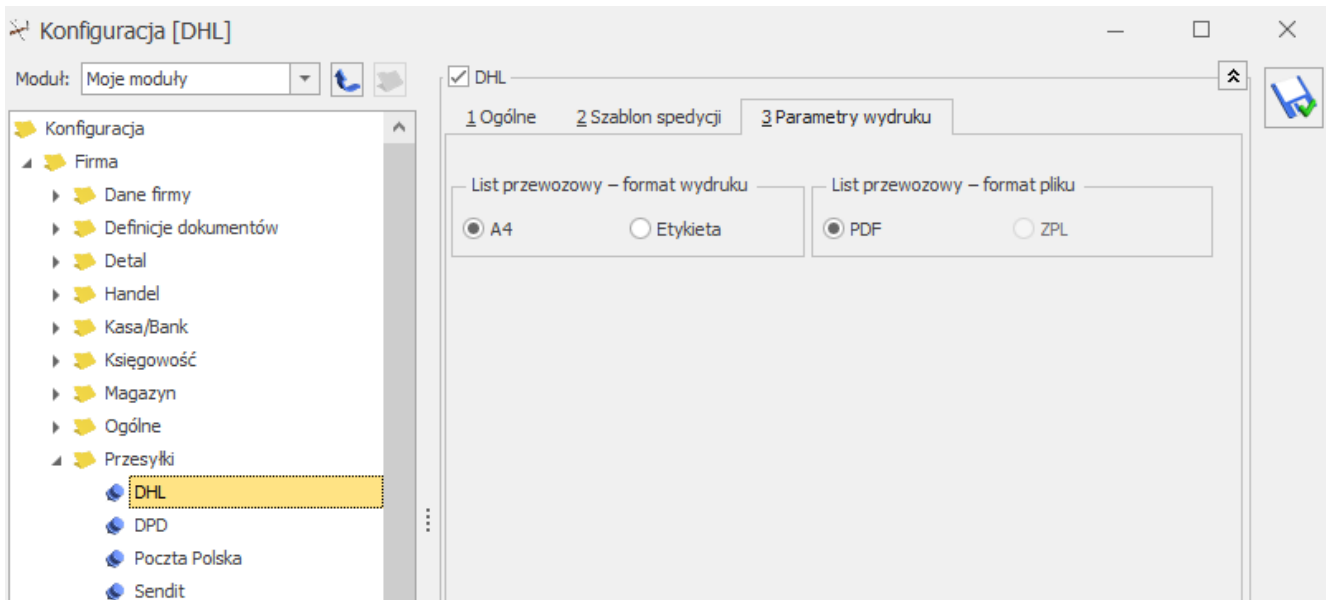 Konfiguracja [DHL]
Moduł: Moje moduły
Konfiguracja
Firma
Dane firmy
Definicje dokumentów
Detal
Handel
Kasa/Bank
Księgowość
Magazyn
Ogólne
Przesyłki
DHL
DPD
Poczta Polska
Sendit
DHL
1 Ogólne 2 Szablon spedycji 3 Parametry wydruku
List przewozowy – format wydruku
A4 Etykieta
List przewozowy – format pliku
PDF ZPL